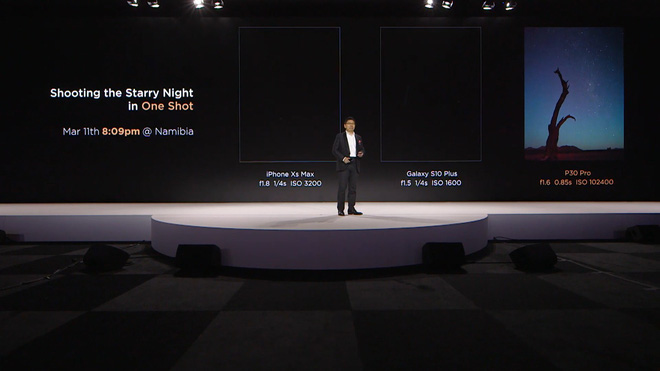 Shooting the Starry Night
in One Shot
Mar 11th 8:09pm @ Namibia
iPhone Xs Max
f1.8 1/4s ISO 3200
Galaxy S10 Plus
f1.5 1/4s ISO 1600
P30 Pro
f1.6 0.85s ISO 102400